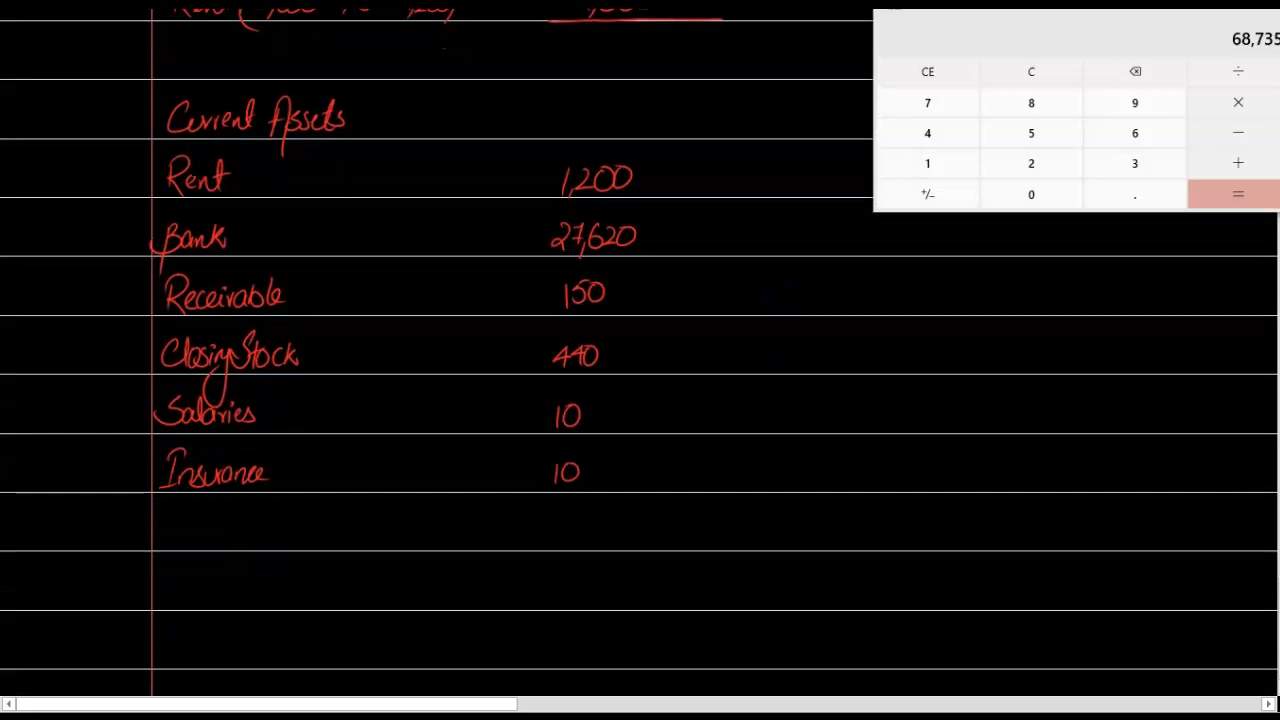 68,735
CE C ⌫ ÷
7 8 9 ×
4 5 6 −
1 2 3 +
+/− 0 . =
Current Assets
Rent 1,200
Bank 27,620
Receivable 150
Closing Stock 440
Salaries 10
Insurance 10